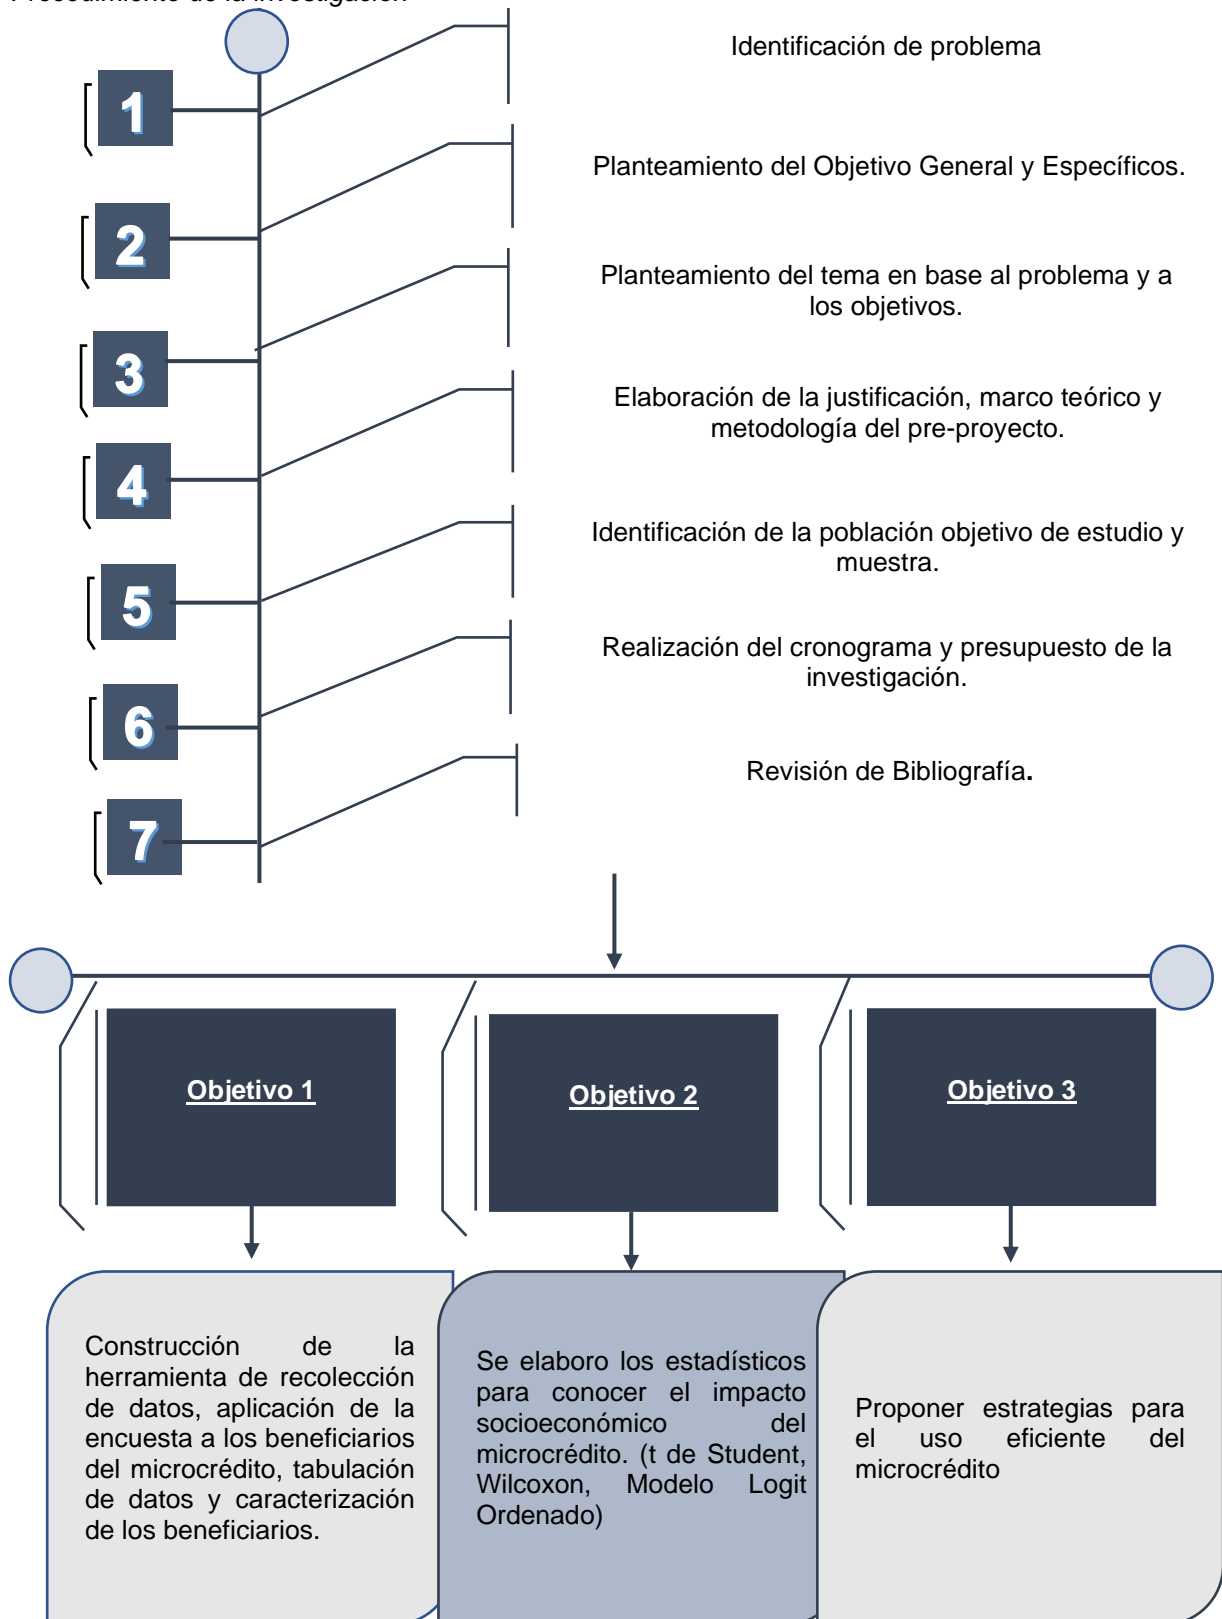 Procedimiento de la investigación
Identificación de problema
1
Planteamiento del Objetivo General y Específicos.
2
Planteamiento del tema en base al problema y a
los objetivos.
3
Elaboración de la justificación, marco teórico y
metodología del pre-proyecto.
4
Identificación de la población objetivo de estudio y
muestra.
5
Realización del cronograma y presupuesto de la
investigación.
6
Revisión de Bibliografía.
7
Objetivo 1
Objetivo 2
Objetivo 3
Construcción de la
herramienta de recolección
de datos, aplicación de la
encuesta a los beneficiarios
del microcrédito, tabulación
de datos y caracterización
de los beneficiarios.
Se elaboro los estadísticos
para conocer el impacto
socioeconómico del
microcrédito. (t de Student,
Wilcoxon, Modelo Logit
Ordenado)
Proponer estrategias para
el uso eficiente del
microcrédito